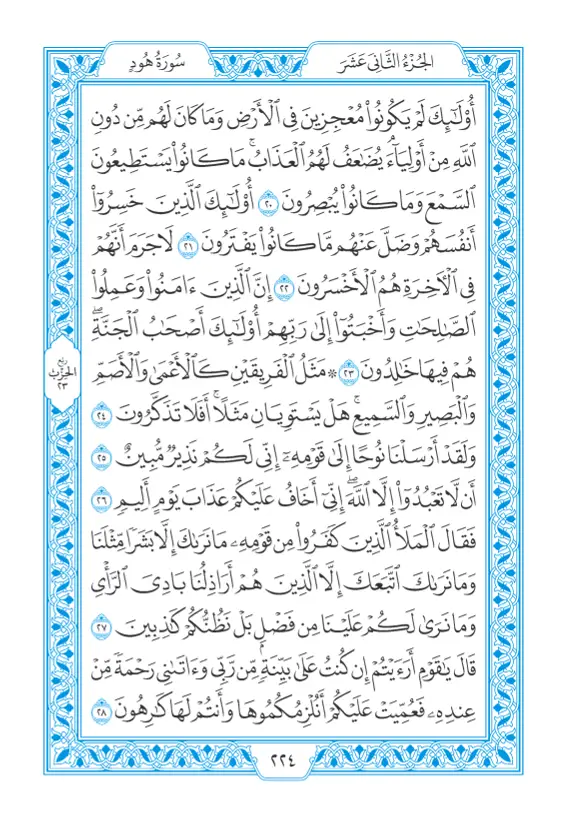 الجُزْءُ الثَّانِيَ عَشَرَ
سُورَةُ هُودٍ
أُوْلَٰٓئِكَ لَمۡ يَكُونُواْ مُعۡجِزِينَ فِي ٱلۡأَرۡضِ وَمَا كَانَ لَهُم مِّن دُونِ
ٱللَّهِ مِنۡ أَوۡلِيَآءَۘ يُضَٰعَفُ لَهُمُ ٱلۡعَذَابُۚ مَا كَانُواْ يَسۡتَطِيعُونَ
ٱلسَّمۡعَ وَمَا كَانُواْ يُبۡصِرُونَ ٢٠ أُوْلَٰٓئِكَ ٱلَّذِينَ خَسِرُوٓاْ
أَنفُسَهُمۡ وَضَلَّ عَنۡهُم مَّا كَانُواْ يَفۡتَرُونَ ٢١ لَا جَرَمَ أَنَّهُمۡ
فِي ٱلۡأٓخِرَةِ هُمُ ٱلۡأَخۡسَرُونَ ٢٢ إِنَّ ٱلَّذِينَ ءَامَنُواْ وَعَمِلُواْ
ٱلصَّٰلِحَٰتِ وَأَخۡبَتُوٓاْ إِلَىٰ رَبِّهِمۡ أُوْلَٰٓئِكَ أَصۡحَٰبُ ٱلۡجَنَّةِۖ
هُمۡ فِيهَا خَٰلِدُونَ ٢٣ ۞ مَثَلُ ٱلۡفَرِيقَيۡنِ كَٱلۡأَعۡمَىٰ وَٱلۡأَصَمِّ
وَٱلۡبَصِيرِ وَٱلسَّمِيعِۚ هَلۡ يَسۡتَوِيَانِ مَثَلًاۚ أَفَلَا تَذَكَّرُونَ ٢٤
وَلَقَدۡ أَرۡسَلۡنَا نُوحًا إِلَىٰ قَوۡمِهِۦٓ إِنِّي لَكُمۡ نَذِيرٞ مُّبِينٌ ٢٥
أَن لَّا تَعۡبُدُوٓاْ إِلَّا ٱللَّهَۖ إِنِّيٓ أَخَافُ عَلَيۡكُمۡ عَذَابَ يَوۡمٍ أَلِيمٖ ٢٦
فَقَالَ ٱلۡمَلَأُ ٱلَّذِينَ كَفَرُواْ مِن قَوۡمِهِۦ مَا نَرَىٰكَ إِلَّا بَشَرٗا مِّثۡلَنَا
وَمَا نَرَىٰكَ ٱتَّبَعَكَ إِلَّا ٱلَّذِينَ هُمۡ أَرَاذِلُنَا بَادِيَ ٱلرَّأۡيِ
وَمَا نَرَىٰ لَكُمۡ عَلَيۡنَا مِن فَضۡلِۭ بَلۡ نَظُنُّكُمۡ كَٰذِبِينَ ٢٧
قَالَ يَٰقَوۡمِ أَرَءَيۡتُمۡ إِن كُنتُ عَلَىٰ بَيِّنَةٖ مِّن رَّبِّي وَءَاتَىٰنِي رَحۡمَةٗ مِّنۡ
عِندِهِۦ فَعُمِّيَتۡ عَلَيۡكُمۡ أَنُلۡزِمُكُمُوهَا وَأَنتُمۡ لَهَا كَٰرِهُونَ ٢٨
ربع
الحزب
٢٣
٢٢٤